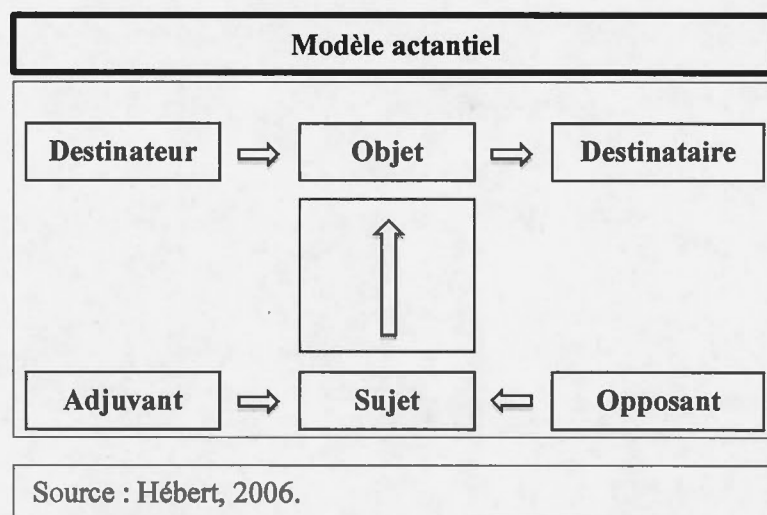 Modèle actantiel
Destinateur Objet Destinataire
Adjuvant Sujet Opposant
Source : Hébert, 2006.